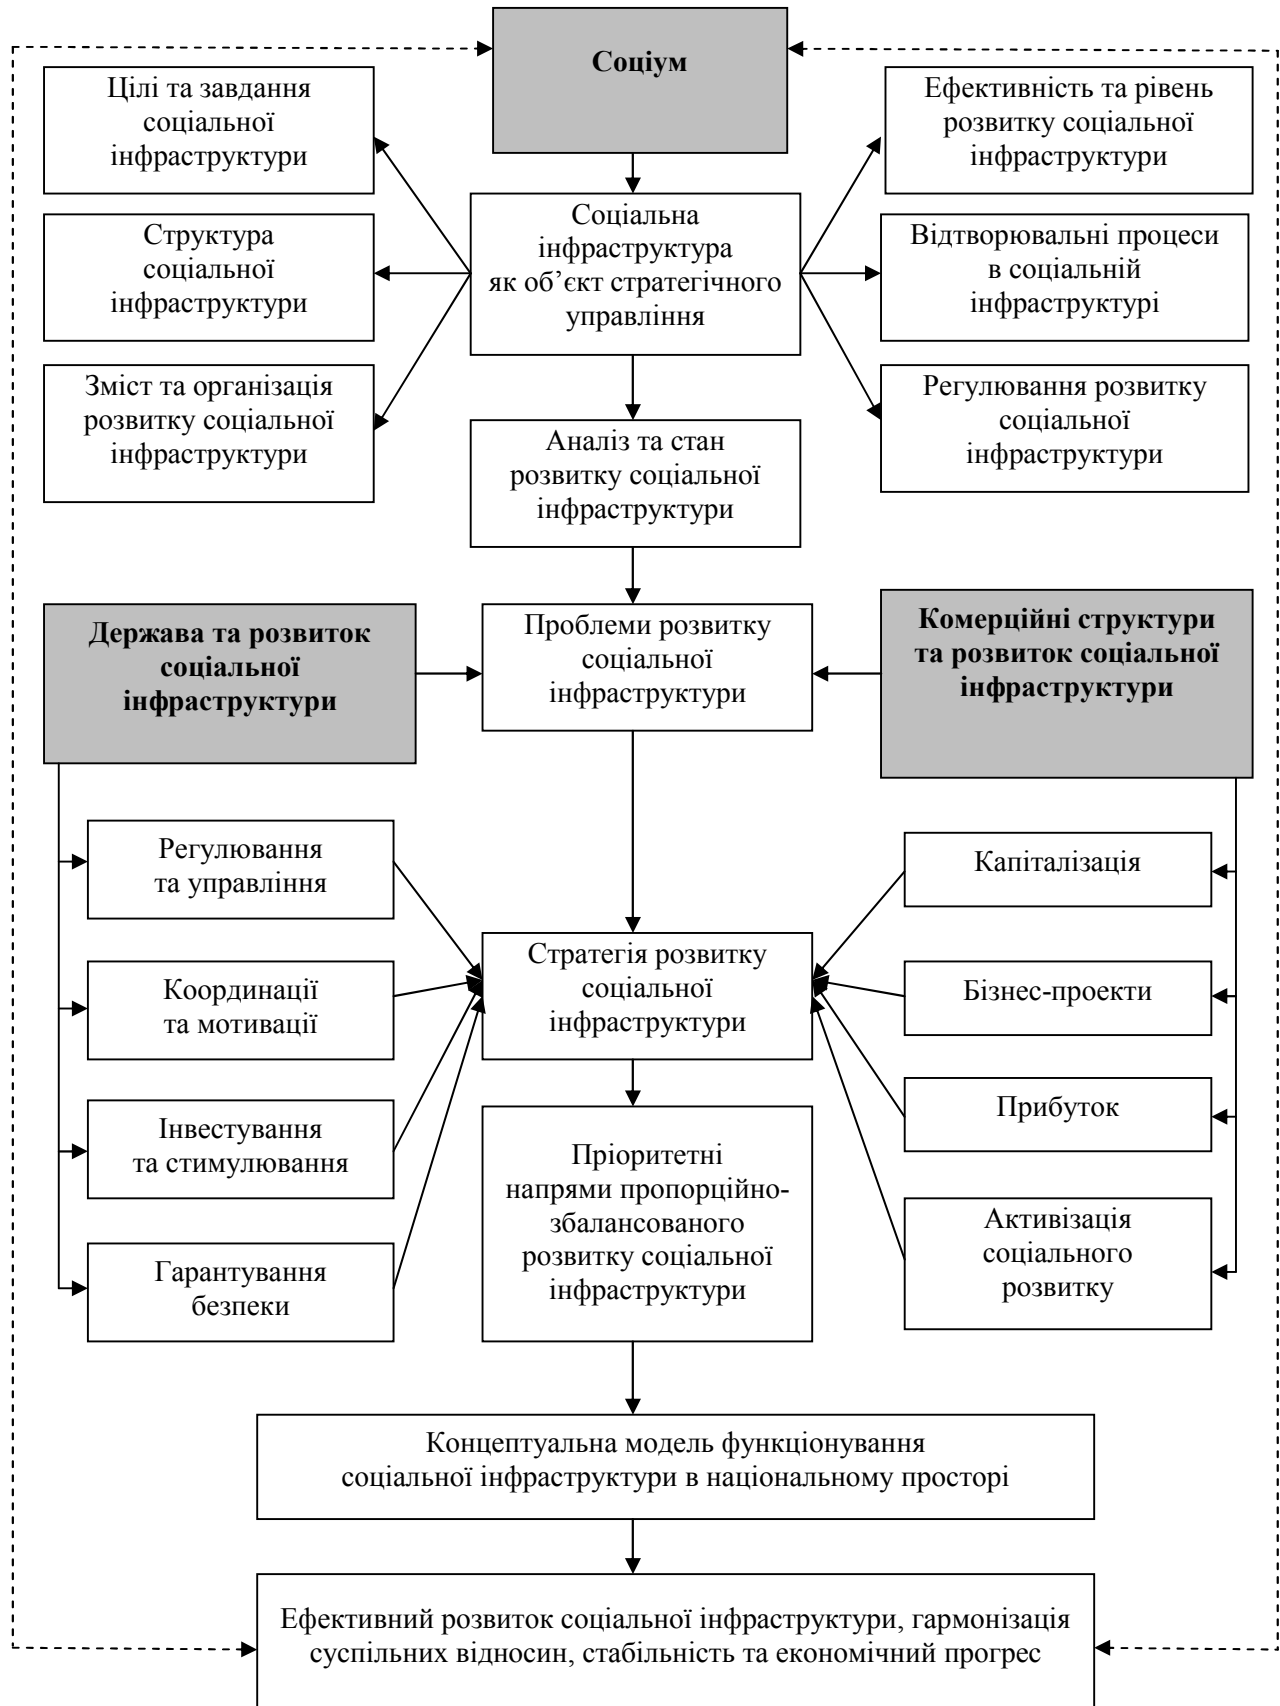 Соціум
Цілі та завдання
соціальної
інфраструктури
Ефективність та рівень
розвитку соціальної
інфраструктури
Структура
соціальної
інфраструктури
Соціальна
інфраструктура
як об’єкт стратегічного
управління
Відтворювальні процеси
в соціальній
інфраструктурі
Зміст та організація
розвитку соціальної
інфраструктури
Регулювання розвитку
соціальної
інфраструктури
Аналіз та стан
розвитку соціальної
інфраструктури
Держава та розвиток
соціальної
інфраструктури
Проблеми розвитку
соціальної
інфраструктури
Комерційні структури
та розвиток соціальної
інфраструктури
Регулювання
та управління
Координації
та мотивації
Інвестування
та стимулювання
Гарантування
безпеки
Стратегія розвитку
соціальної
інфраструктури
Капіталізація
Бізнес-проекти
Прибуток
Активізація
соціального
розвитку
Пріоритетні
напрями пропорційно-
збалансованого
розвитку соціальної
інфраструктури
Концептуальна модель функціонування
соціальної інфраструктури в національному просторі
Ефективний розвиток соціальної інфраструктури, гармонізація
суспільних відносин, стабільність та економічний прогрес